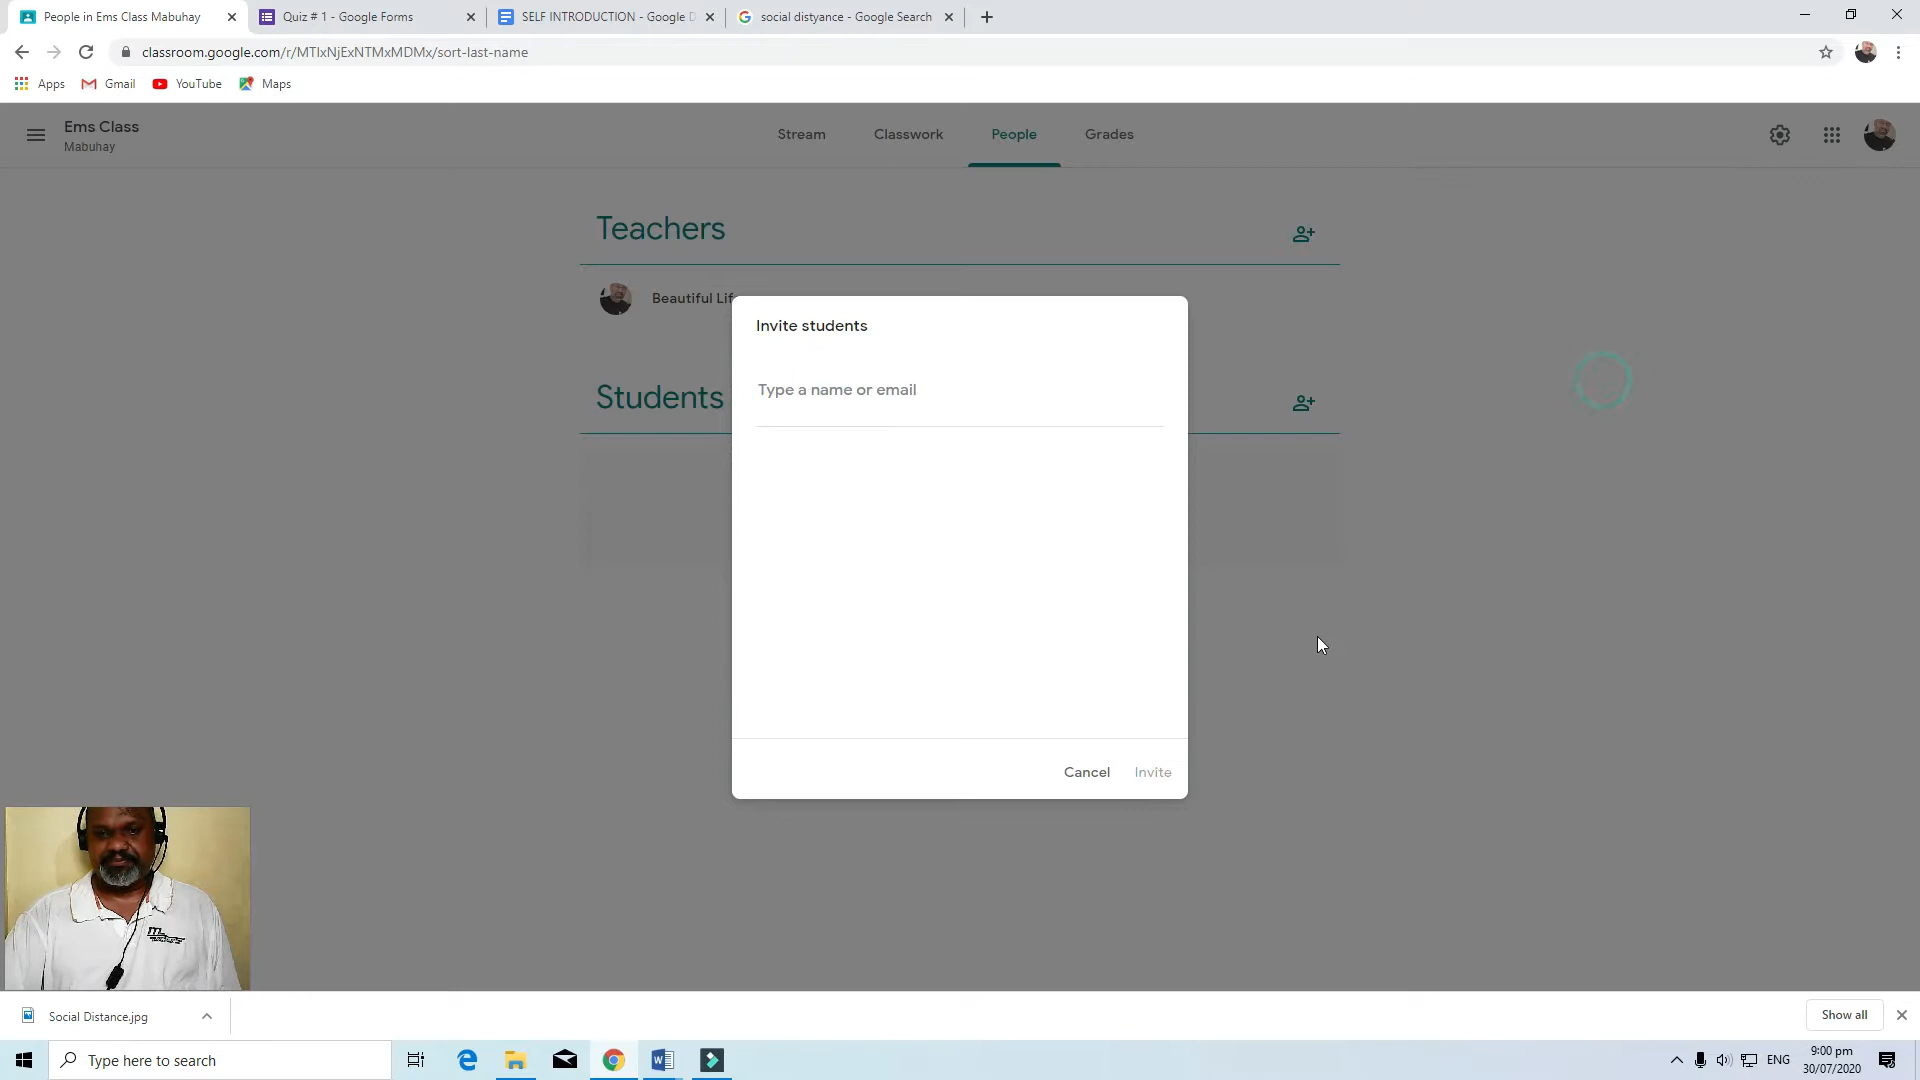 People in Ems Class Mabuhay
Quiz # 1 - Google Forms
SELF INTRODUCTION - Google D
social distyance - Google Search
classroom.google.com/r/MTIxNjExNTMxMDMx/sort-last-name
Apps
Gmail
YouTube
Maps
Ems Class
Mabuhay
Stream
Classwork
People
Grades
Teachers
Beautiful Lif
Invite students
Type a name or email
Students
Cancel
Invite
Social Distance.jpg
Show all
Type here to search
ENG
9:00 pm
30/07/2020